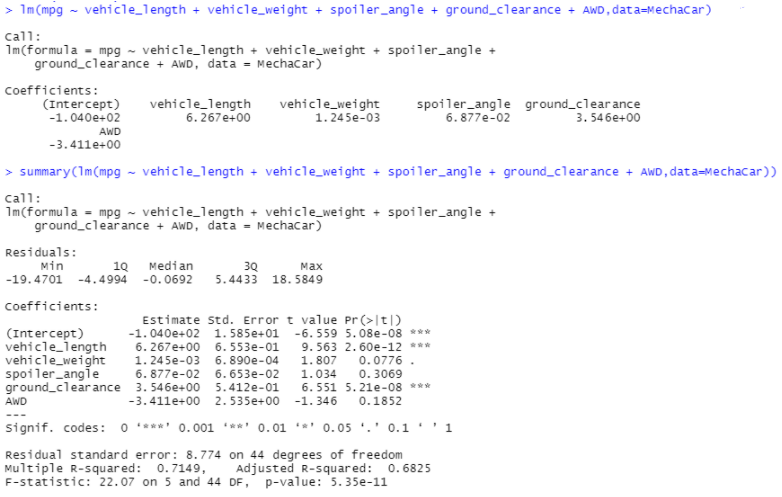 > lm(mpg ~ vehicle_length + vehicle_weight + spoiler_angle + ground_clearance + AWD,data=MechaCar)
Call:
lm(formula = mpg ~ vehicle_length + vehicle_weight + spoiler_angle +
    ground_clearance + AWD, data = MechaCar)
Coefficients:
     (Intercept)    vehicle_length    vehicle_weight     spoiler_angle  ground_clearance
      -1.040e+02         6.267e+00         1.245e-03         6.877e-02         3.546e+00
             AWD
      -3.411e+00
> summary(lm(mpg ~ vehicle_length + vehicle_weight + spoiler_angle + ground_clearance + AWD,data=MechaCar))
Call:
lm(formula = mpg ~ vehicle_length + vehicle_weight + spoiler_angle +
    ground_clearance + AWD, data = MechaCar)
Residuals:
     Min       1Q   Median       3Q      Max
-19.4701  -4.4994  -0.0692   5.4433  18.5849
Coefficients:
                   Estimate Std. Error t value Pr(>|t|)
(Intercept)      -1.040e+02  1.585e+01  -6.559 5.08e-08 ***
vehicle_length    6.267e+00  6.553e-01   9.563 2.60e-12 ***
vehicle_weight    1.245e-03  6.890e-04   1.807   0.0776 .
spoiler_angle     6.877e-02  6.653e-02   1.034   0.3069
ground_clearance  3.546e+00  5.412e-01   6.551 5.21e-08 ***
AWD              -3.411e+00  2.535e+00  -1.346   0.1852
---
Signif. codes:  0 ‘***’ 0.001 ‘**’ 0.01 ‘*’ 0.05 ‘.’ 0.1 ‘ ’ 1
Residual standard error: 8.774 on 44 degrees of freedom
Multiple R-squared:  0.7149,    Adjusted R-squared:  0.6825
F-statistic: 22.07 on 5 and 44 DF,  p-value: 5.35e-11